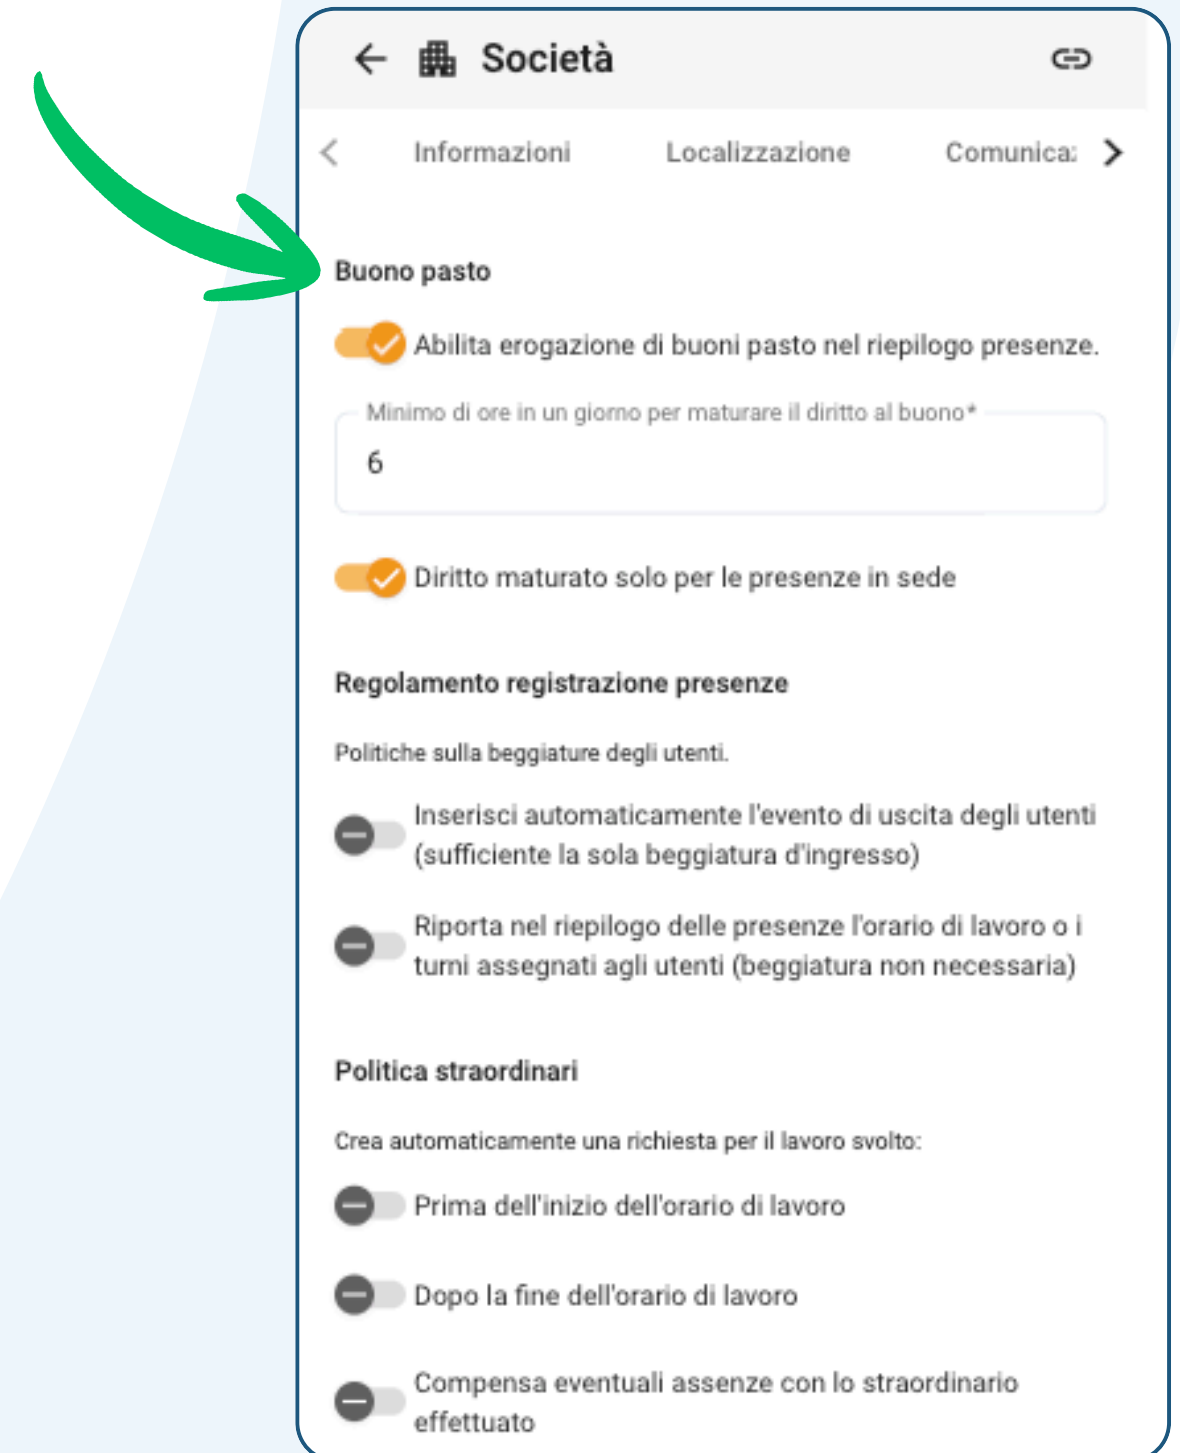 Società
Informazioni Localizzazione Comunica
Buono pasto
Abilita erogazione di buoni pasto nel riepilogo presenze.
Minimo di ore in un giorno per maturare il diritto al buono*
6
Diritto maturato solo per le presenze in sede
Regolamento registrazione presenze
Politiche sulla beggiature degli utenti.
Inserisci automaticamente l'evento di uscita degli utenti
(sufficiente la sola beggiatura d'ingresso)
Riporta nel riepilogo delle presenze l'orario di lavoro o i
turni assegnati agli utenti (beggiatura non necessaria)
Politica straordinari
Crea automaticamente una richiesta per il lavoro svolto:
Prima dell'inizio dell'orario di lavoro
Dopo la fine dell'orario di lavoro
Compensa eventuali assenze con lo straordinario
effettuato